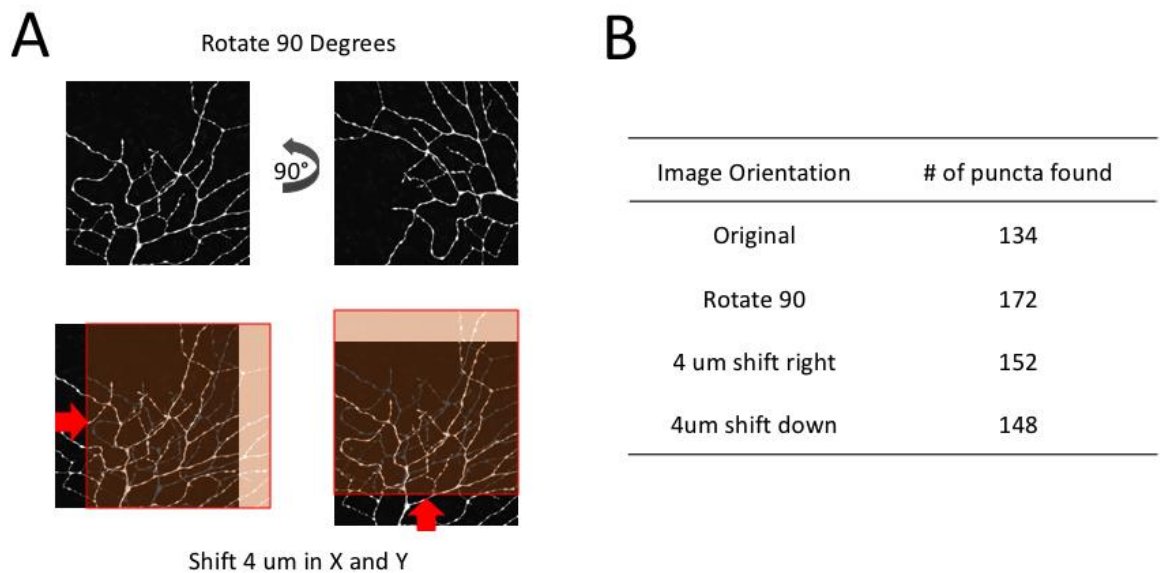 A
Rotate 90 Degrees
90°
Shift 4 um in X and Y
B
Image Orientation # of puncta found
Original 134
Rotate 90 172
4 um shift right 152
4um shift down 148